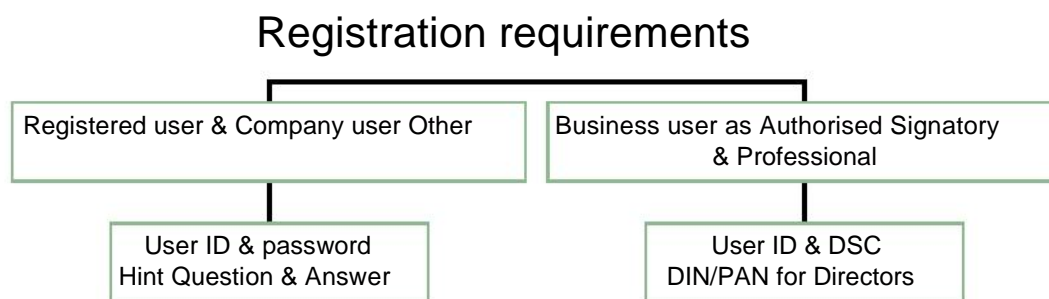 Registration requirements
Registered user & Company user Other
Business user as Authorised Signatory
& Professional
User ID & password
Hint Question & Answer
User ID & DSC
DIN/PAN for Directors